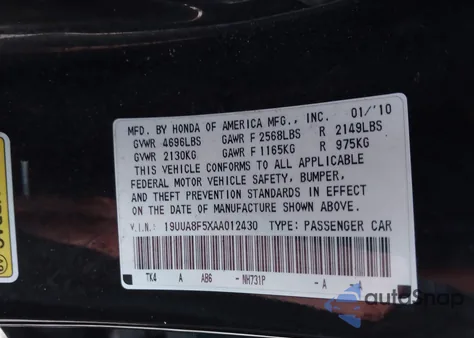 MFD. BY HONDA OF AMERICA MFG., INC. 01/'10
GVWR 4696LBS GAWR F 2568LBS R 2149LBS
GVWR 2130KG GAWR F 1165KG R 975KG
THIS VEHICLE CONFORMS TO ALL APPLICABLE
FEDERAL MOTOR VEHICLE SAFETY, BUMPER,
AND THEFT PREVENTION STANDARDS IN EFFECT
ON THE DATE OF MANUFACTURE SHOWN ABOVE.
V.I.N: 19UUA8F5XAA012430 TYPE: PASSENGER CAR
TK4 A AB6 -NH731P -A
autoSnap